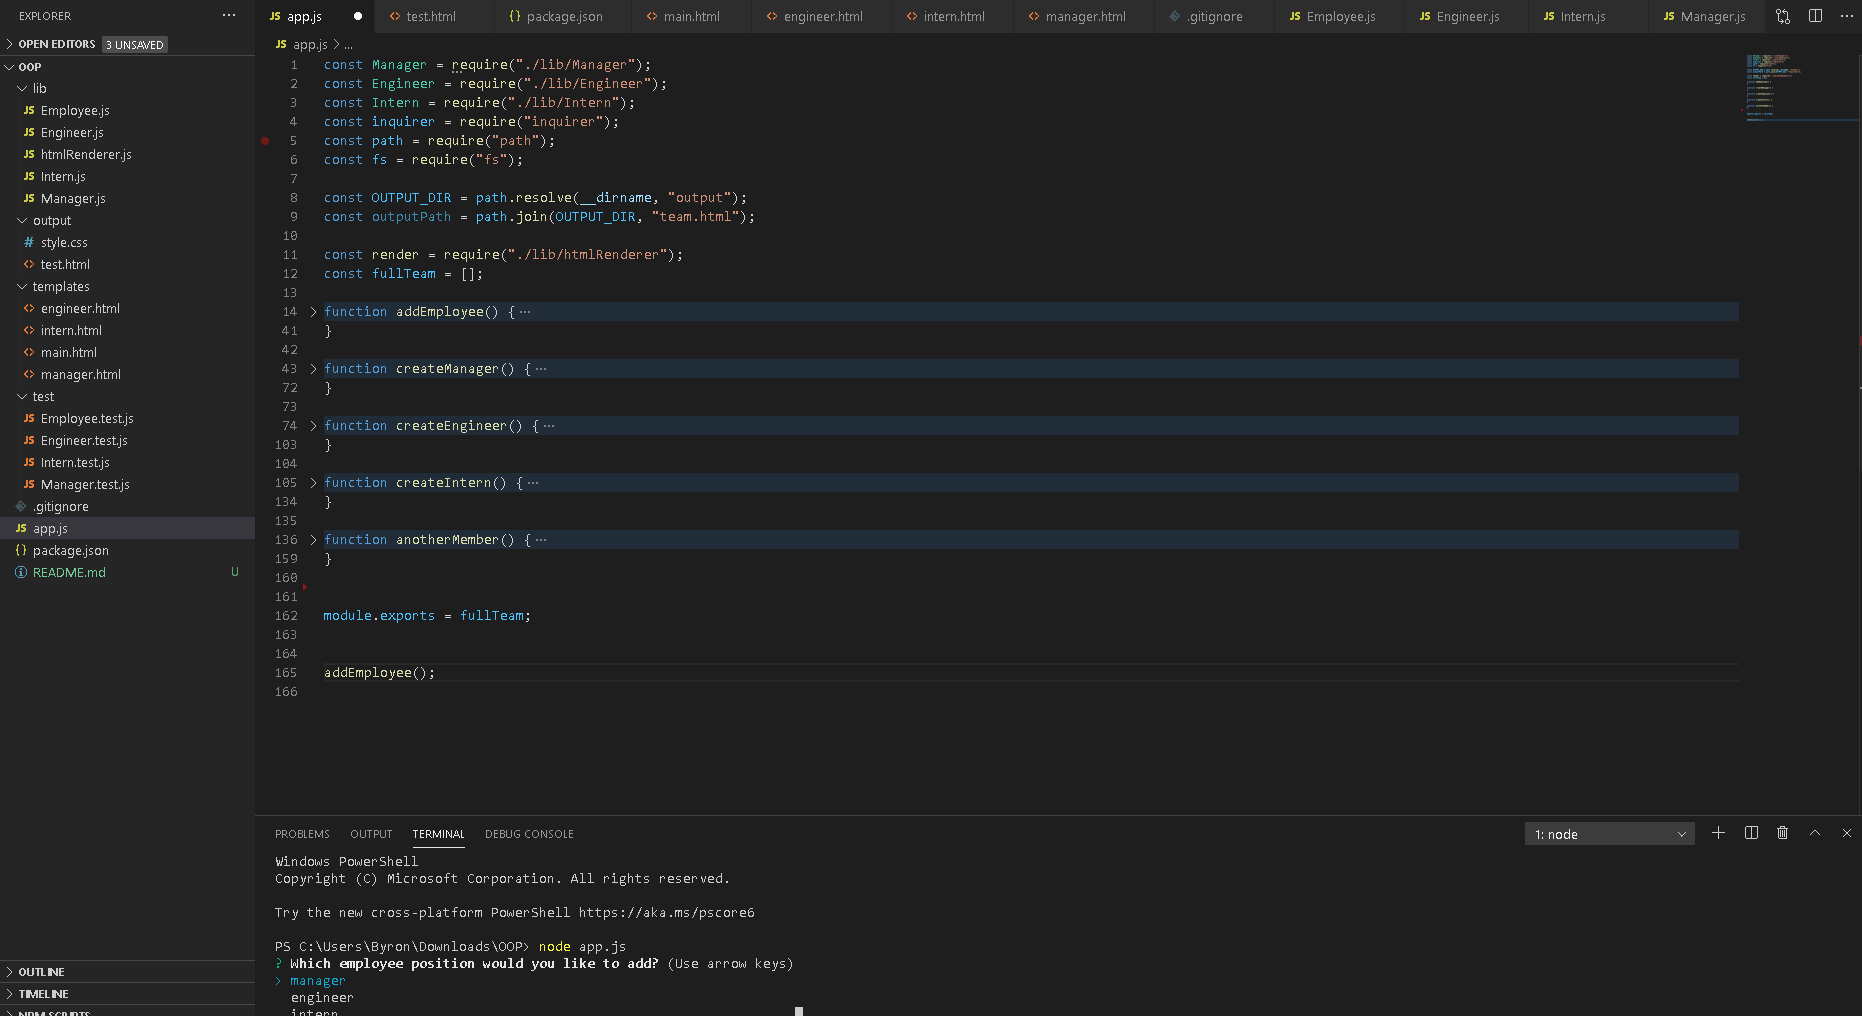 EXPLORER ···
OPEN EDITORS 3 UNSAVED
OOP
lib
JS Employee.js
JS Engineer.js
JS htmlRenderer.js
JS Intern.js
JS Manager.js
output
# style.css
<> test.html
templates
<> engineer.html
<> intern.html
<> main.html
<> manager.html
test
JS Employee.test.js
JS Engineer.test.js
JS Intern.test.js
JS Manager.test.js
.gitignore
JS app.js
{} package.json
README.md U
OUTLINE
TIMELINE
NPM SCRIPTS
JS app.js ● <> test.html {} package.json <> main.html <> engineer.html <> intern.html <> manager.html .gitignore JS Employee.js JS Engineer.js JS Intern.js JS Manager.js ···
JS app.js > ...
1 const Manager = require("./lib/Manager");
2 const Engineer = require("./lib/Engineer");
3 const Intern = require("./lib/Intern");
4 const inquirer = require("inquirer");
5 const path = require("path");
6 const fs = require("fs");
7
8 const OUTPUT_DIR = path.resolve(__dirname, "output");
9 const outputPath = path.join(OUTPUT_DIR, "team.html");
10
11 const render = require("./lib/htmlRenderer");
12 const fullTeam = [];
13
14 > function addEmployee() { ···
41 }
42
43 > function createManager() { ···
72 }
73
74 > function createEngineer() { ···
103 }
104
105 > function createIntern() { ···
134 }
135
136 > function anotherMember() { ···
159 }
160
161
162 module.exports = fullTeam;
163
164
165 addEmployee();
166
PROBLEMS OUTPUT TERMINAL DEBUG CONSOLE 1: node
Windows PowerShell
Copyright (C) Microsoft Corporation. All rights reserved.
Try the new cross-platform PowerShell https://aka.ms/pscore6
PS C:\Users\Byron\Downloads\OOP> node app.js
? Which employee position would you like to add? (Use arrow keys)
> manager
engineer
intern